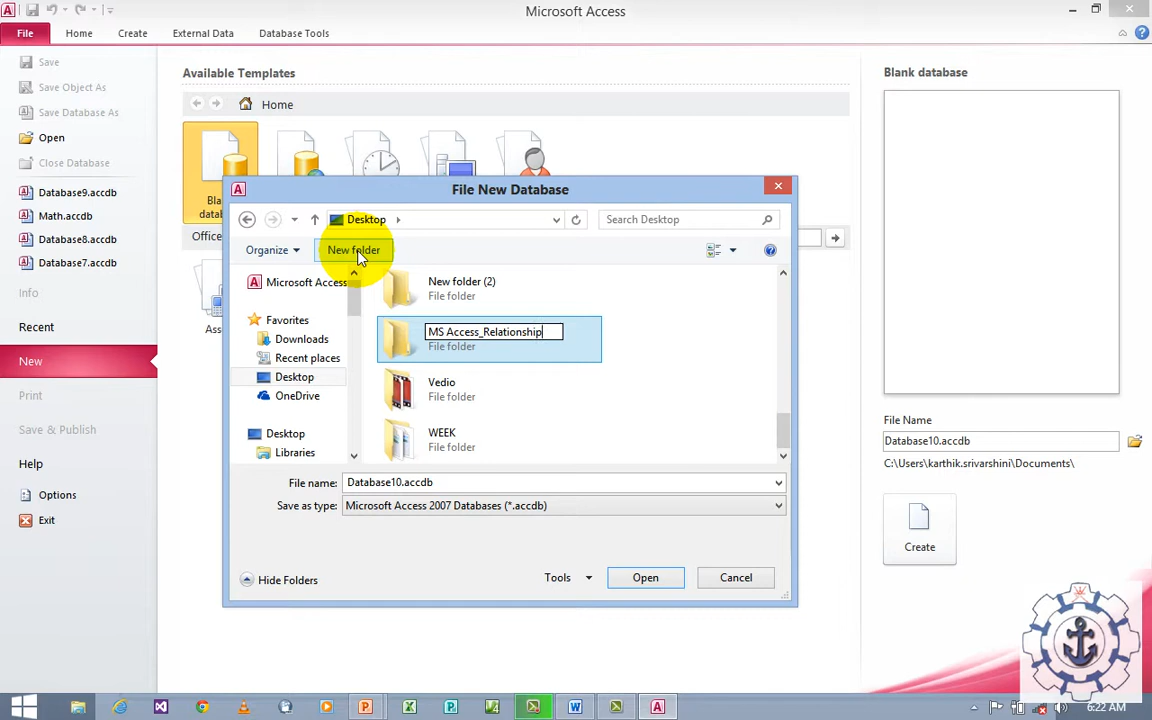 Microsoft Access
File
Home
Create
External Data
Database Tools
Save
Save Object As
Save Database As
Open
Close Database
Database9.accdb
Math.accdb
Database8.accdb
Database7.accdb
Info
Recent
New
Print
Save & Publish
Help
Options
Exit
Available Templates
Home
Bla
datab
Office
Ass
File New Database
Desktop
Search Desktop
Organize
New folder
Microsoft Access
Favorites
Downloads
Recent places
Desktop
OneDrive
Desktop
Libraries
New folder (2)
File folder
MS Access_Relationship
File folder
Vedio
File folder
WEEK
File folder
File name:
Database10.accdb
Save as type:
Microsoft Access 2007 Databases (*.accdb)
Hide Folders
Tools
Open
Cancel
Blank database
File Name
Database10.accdb
C:\Users\karthik.srivarshini\Documents\
Create
6:22 AM